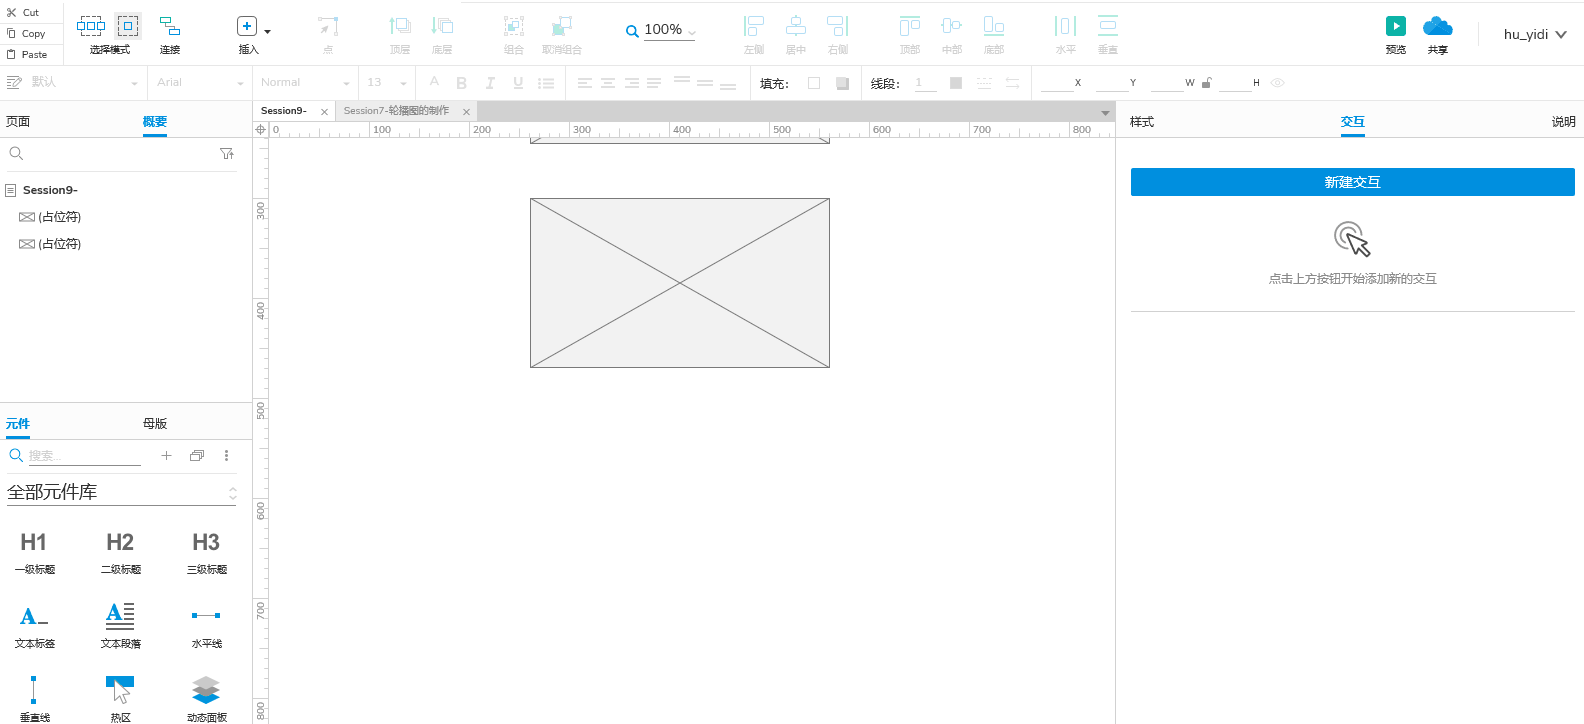 Cut
Copy
Paste
选择模式
连接
插入
点
顶层
底层
组合
取消组合
100%
左侧
居中
右侧
顶部
中部
底部
水平
垂直
预览
共享
hu_yidi
默认
Arial
Normal
13
填充:
线段:
1
X
Y
W
H
页面
概要
Session9-
Session7-轮播图的制作
样式
交互
说明
0 100 200 300 400 500 600 700 800
Session9-
(占位符)
(占位符)
300
400
500
600
700
800
新建交互
点击上方按钮开始添加新的交互
元件
母版
搜索...
全部元件库
H1
H2
H3
一级标题
二级标题
三级标题
文本标签
文本段落
水平线
垂直线
热区
动态面板